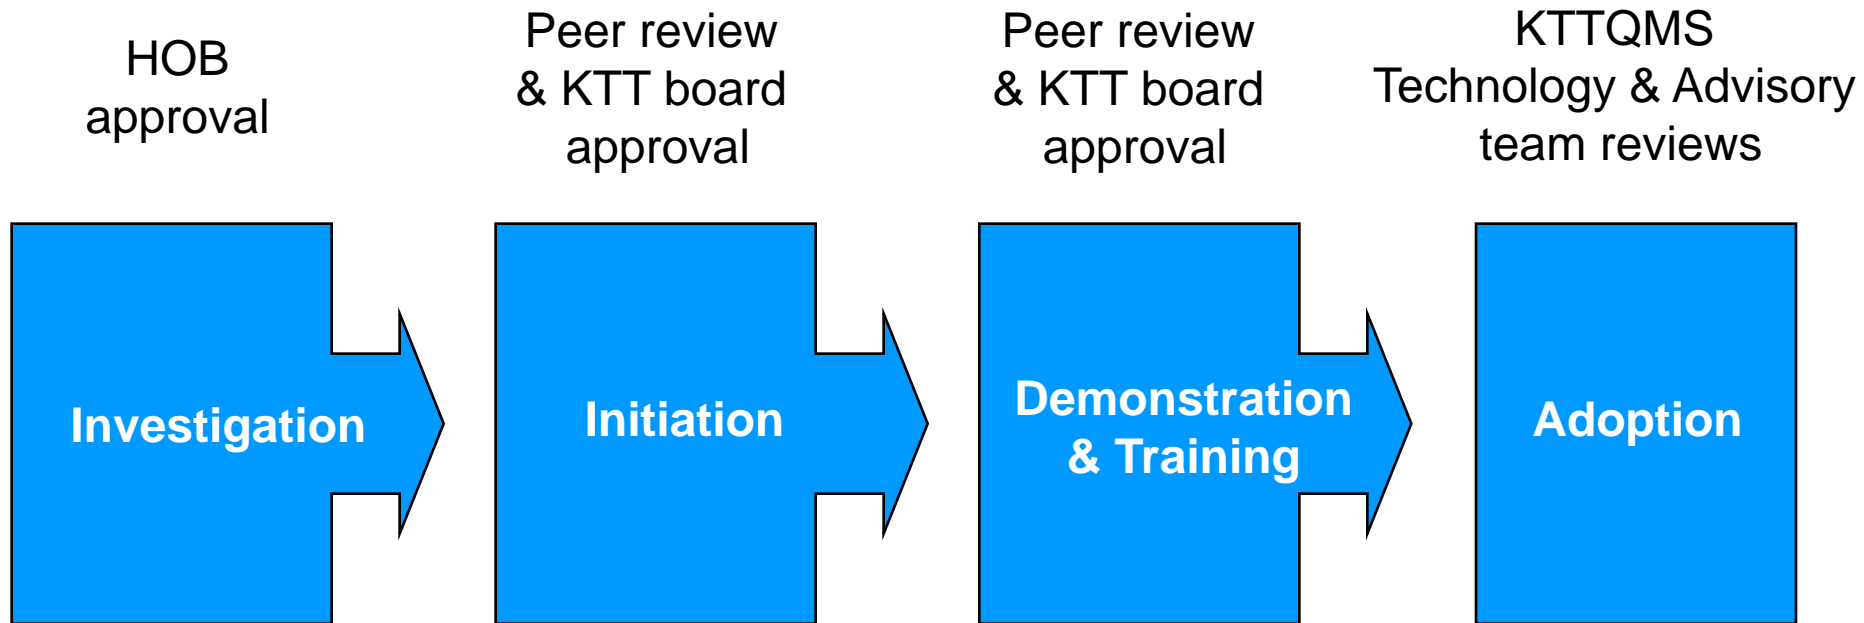 HOB
approval
Peer review
& KTT board
approval
Peer review
& KTT board
approval
KTTQMS
Technology & Advisory
team reviews
Investigation
Initiation
Demonstration
& Training
Adoption